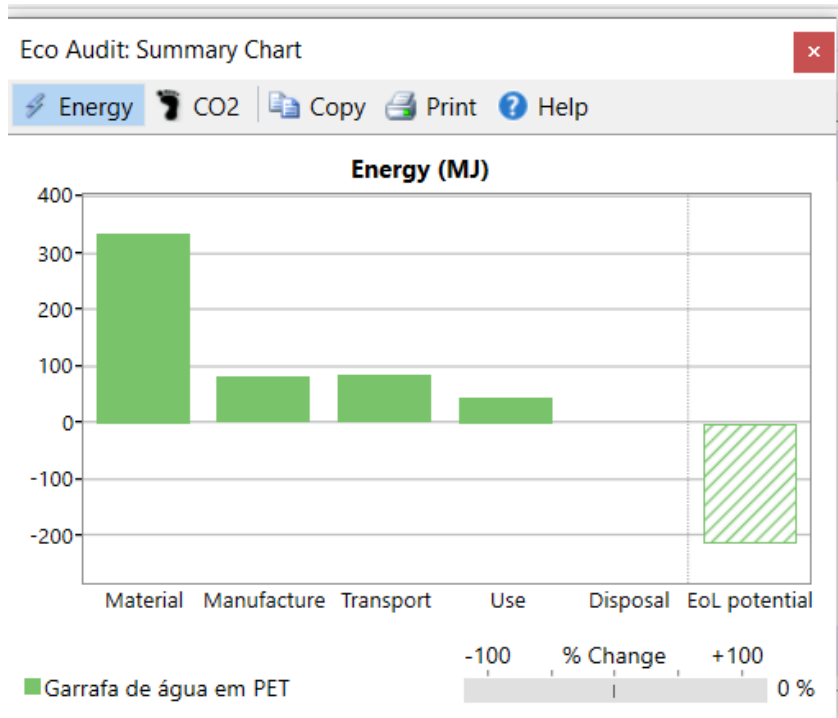 Eco Audit: Summary Chart
Energy CO2 Copy Print Help
Energy (MJ)
400
300
200
100
0
-100
-200
Material Manufacture Transport Use Disposal EoL potential
-100 % Change +100
Garrafa de água em PET 0 %